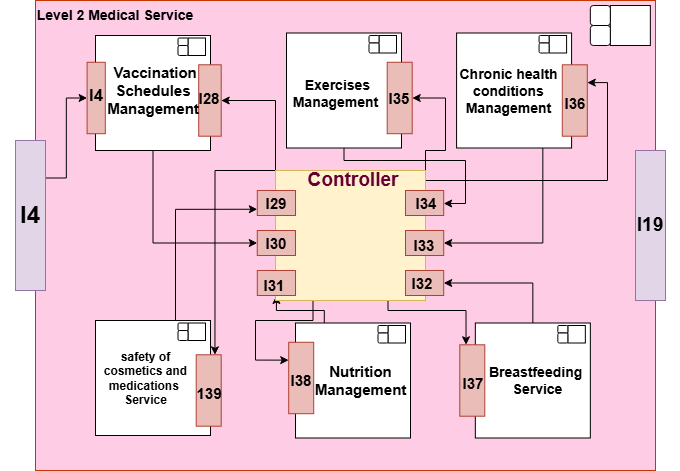 Level 2 Medical Service
I4
Vaccination
Schedules
Management
I28
Exercises
Management
I35
Chronic health
conditions
Management
I36
I4
I19
Controller
I29
I30
I31
I34
I33
I32
safety of
cosmetics and
medications
Service
139
I38
Nutrition
Management
I37
Breastfeeding
Service